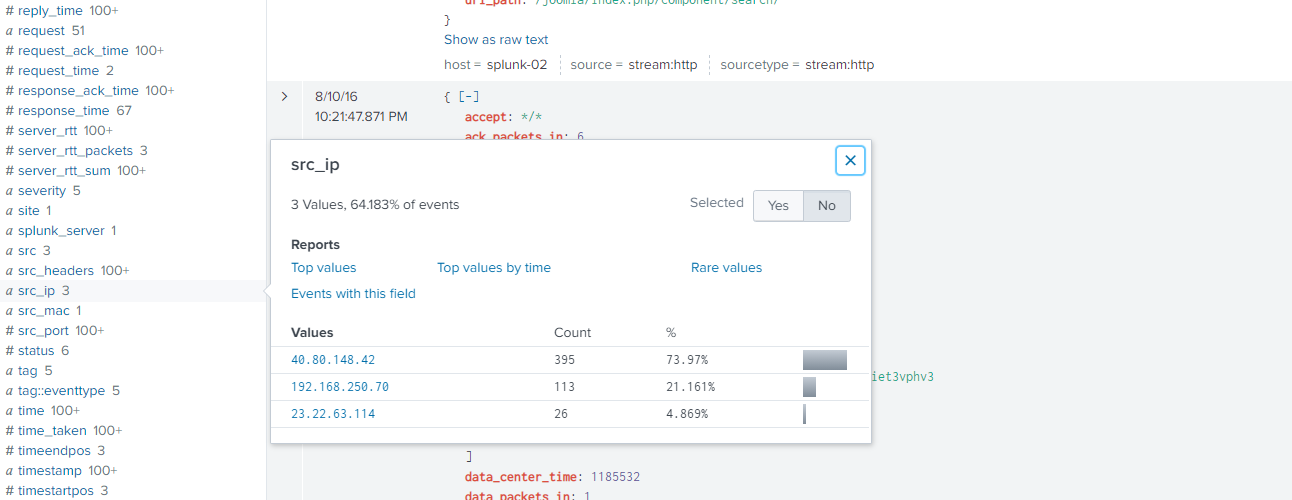 # reply_time 100+
a request 51
# request_ack_time 100+
# request_time 2
# response_ack_time 100+
# response_time 67
# server_rtt 100+
# server_rtt_packets 3
# server_rtt_sum 100+
a severity 5
a site 1
a splunk_server 1
a src 3
a src_headers 100+
a src_ip 3
a src_mac 1
# src_port 100+
# status 6
a tag 5
a tag::eventtype 5
a time 100+
# time_taken 100+
# timeendpos 3
a timestamp 100+
# timestartpos 3
uri_path: /joomla/index.php/component/search/
}
Show as raw text
host = splunk-02 source = stream:http sourcetype = stream:http
> 8/10/16
10:21:47.871 PM
{ [-]
accept: */*
ack_packets_in: 6
src_ip
3 Values, 64.183% of events
Selected Yes No
Reports
Top values Top values by time Rare values
Events with this field
Values Count %
40.80.148.42 395 73.97%
192.168.250.70 113 21.161%
23.22.63.114 26 4.869%
iet3vphv3
]
data_center_time: 1185532
data_packets_in: 1